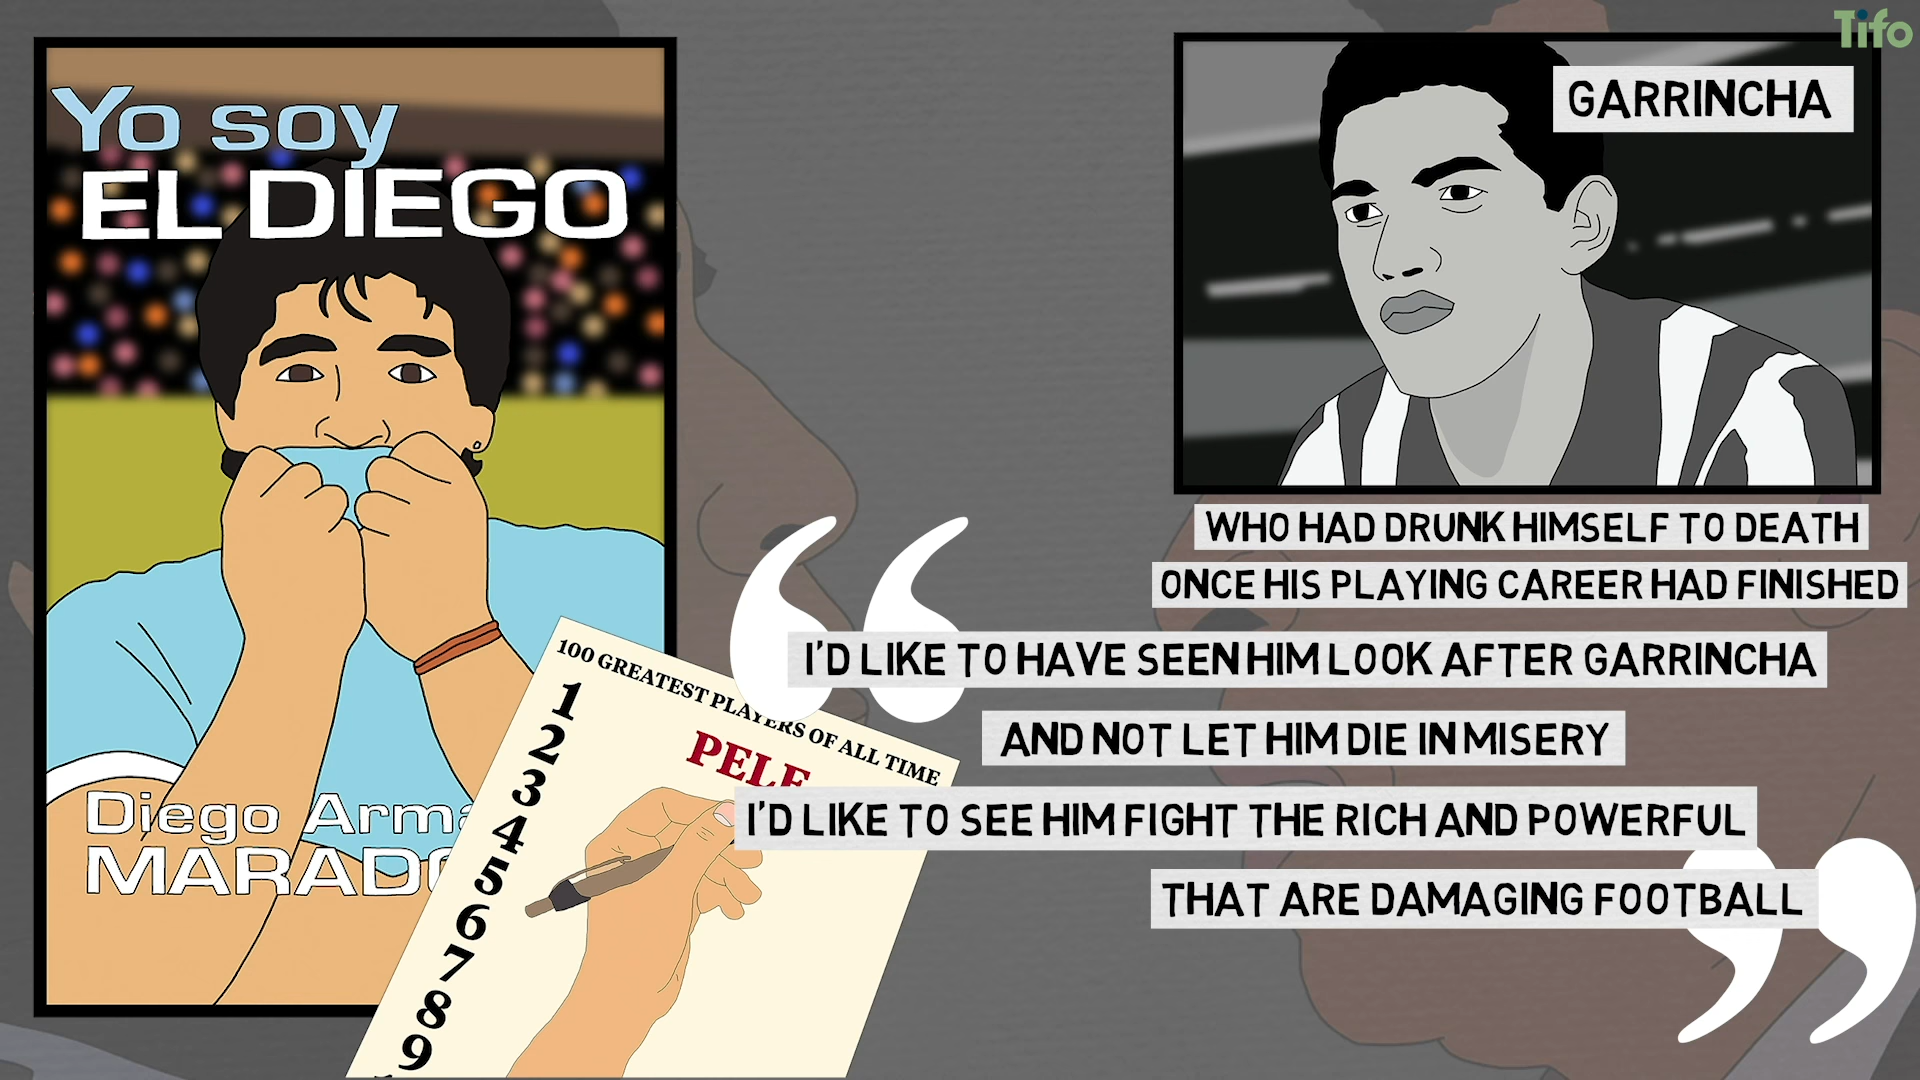 Tifo
Yo soy
EL DIEGO
Diego Arma
MARADO
100 GREATEST PLAYERS OF ALL TIME
1
2
3
4
5
6
7
8
9
PELE
GARRINCHA
WHO HAD DRUNK HIMSELF TO DEATH
ONCE HIS PLAYING CAREER HAD FINISHED
“I'D LIKE TO HAVE SEEN HIM LOOK AFTER GARRINCHA
AND NOT LET HIM DIE IN MISERY
I'D LIKE TO SEE HIM FIGHT THE RICH AND POWERFUL
THAT ARE DAMAGING FOOTBALL”